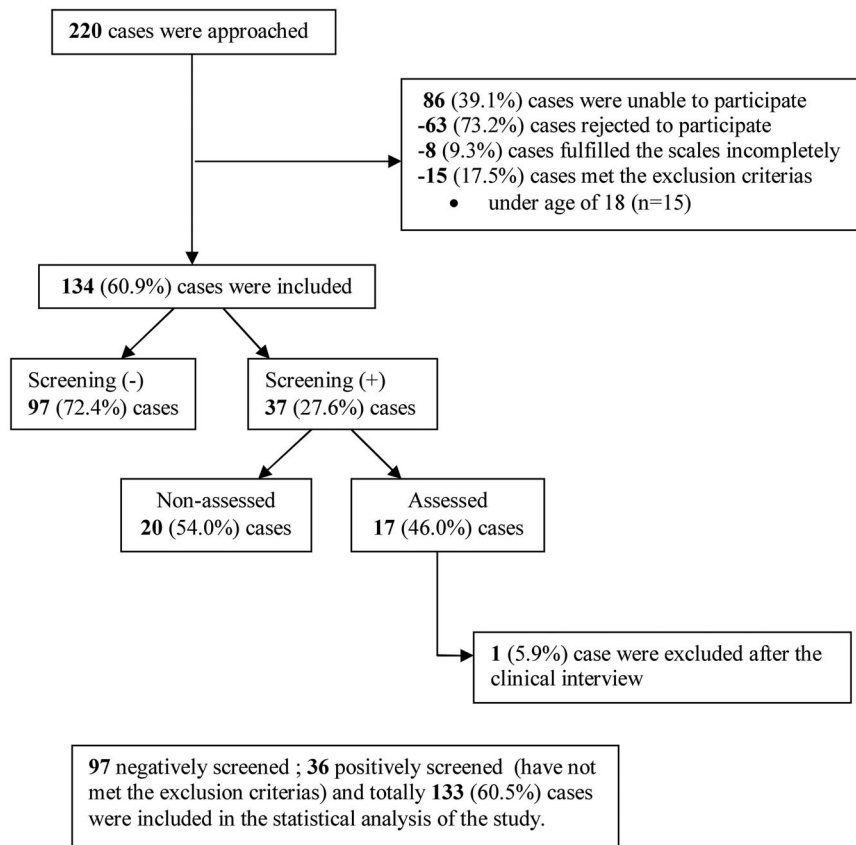 220 cases were approached
86 (39.1%) cases were unable to participate
-63 (73.2%) cases rejected to participate
-8 (9.3%) cases fulfilled the scales incompletely
-15 (17.5%) cases met the exclusion criterias
• under age of 18 (n=15)
134 (60.9%) cases were included
Screening (-)
97 (72.4%) cases
Screening (+)
37 (27.6%) cases
Non-assessed
20 (54.0%) cases
Assessed
17 (46.0%) cases
1 (5.9%) case were excluded after the
clinical interview
97 negatively screened ; 36 positively screened (have not
met the exclusion criterias) and totally 133 (60.5%) cases
were included in the statistical analysis of the study.